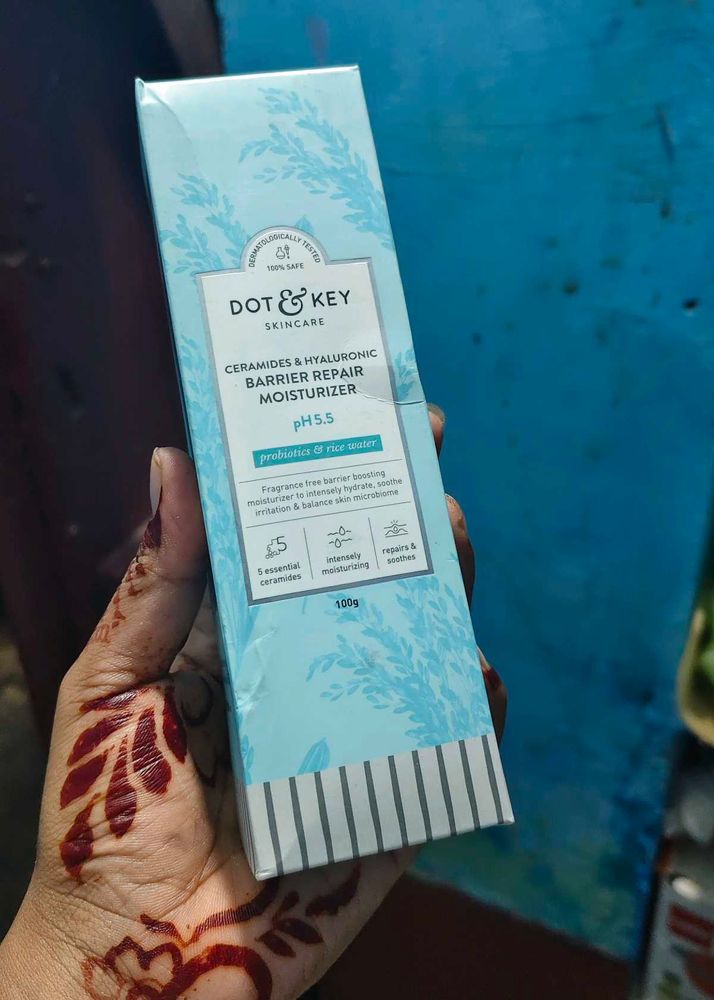 DERMATOLOGICALLY TESTED
100% SAFE
DOT & KEY
SKINCARE
CERAMIDES & HYALURONIC
BARRIER REPAIR
MOISTURIZER
pH 5.5
probiotics & rice water
Fragrance free barrier boosting
moisturizer to intensely hydrate, soothe
irritation & balance skin microbiome
5
5 essential
ceramides
intensely
moisturizing
repairs &
soothes
100g